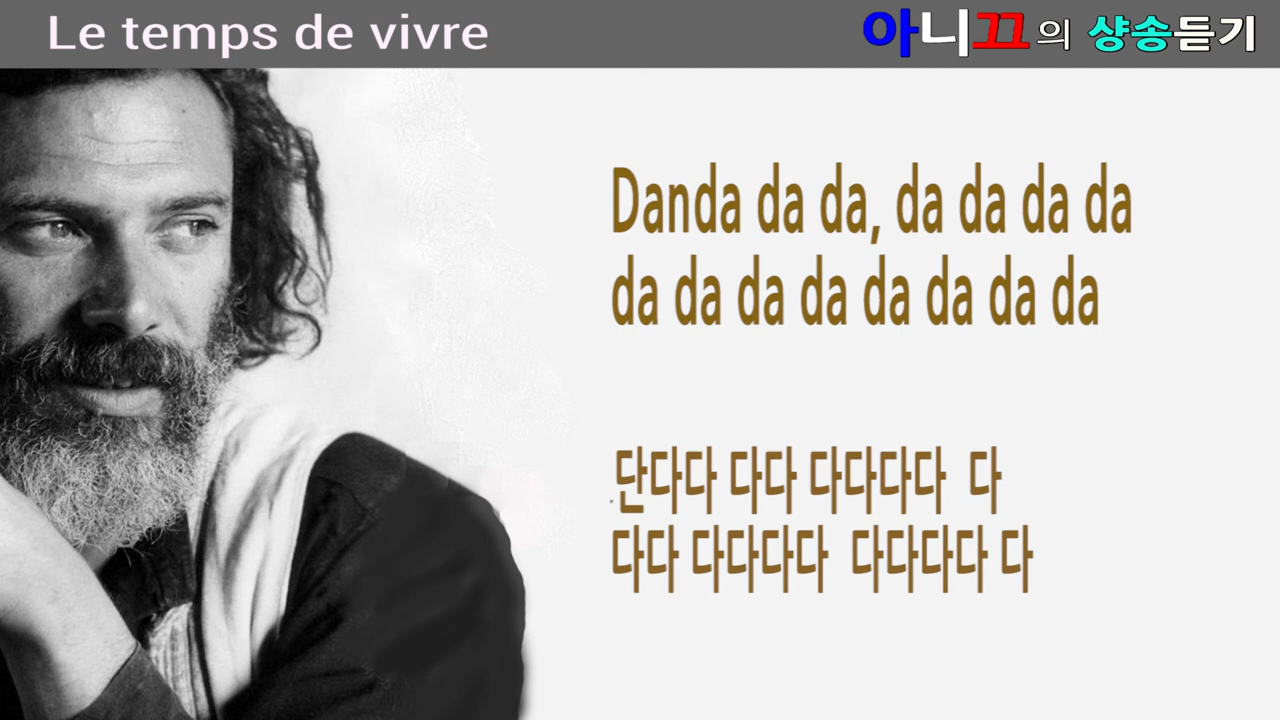 Le temps de vivre
아니끄의 샹송듣기
Danda da da, da da da da
da da da da da da da da
단다다 다다 다다다다 다
다다 다다다다 다다다다 다